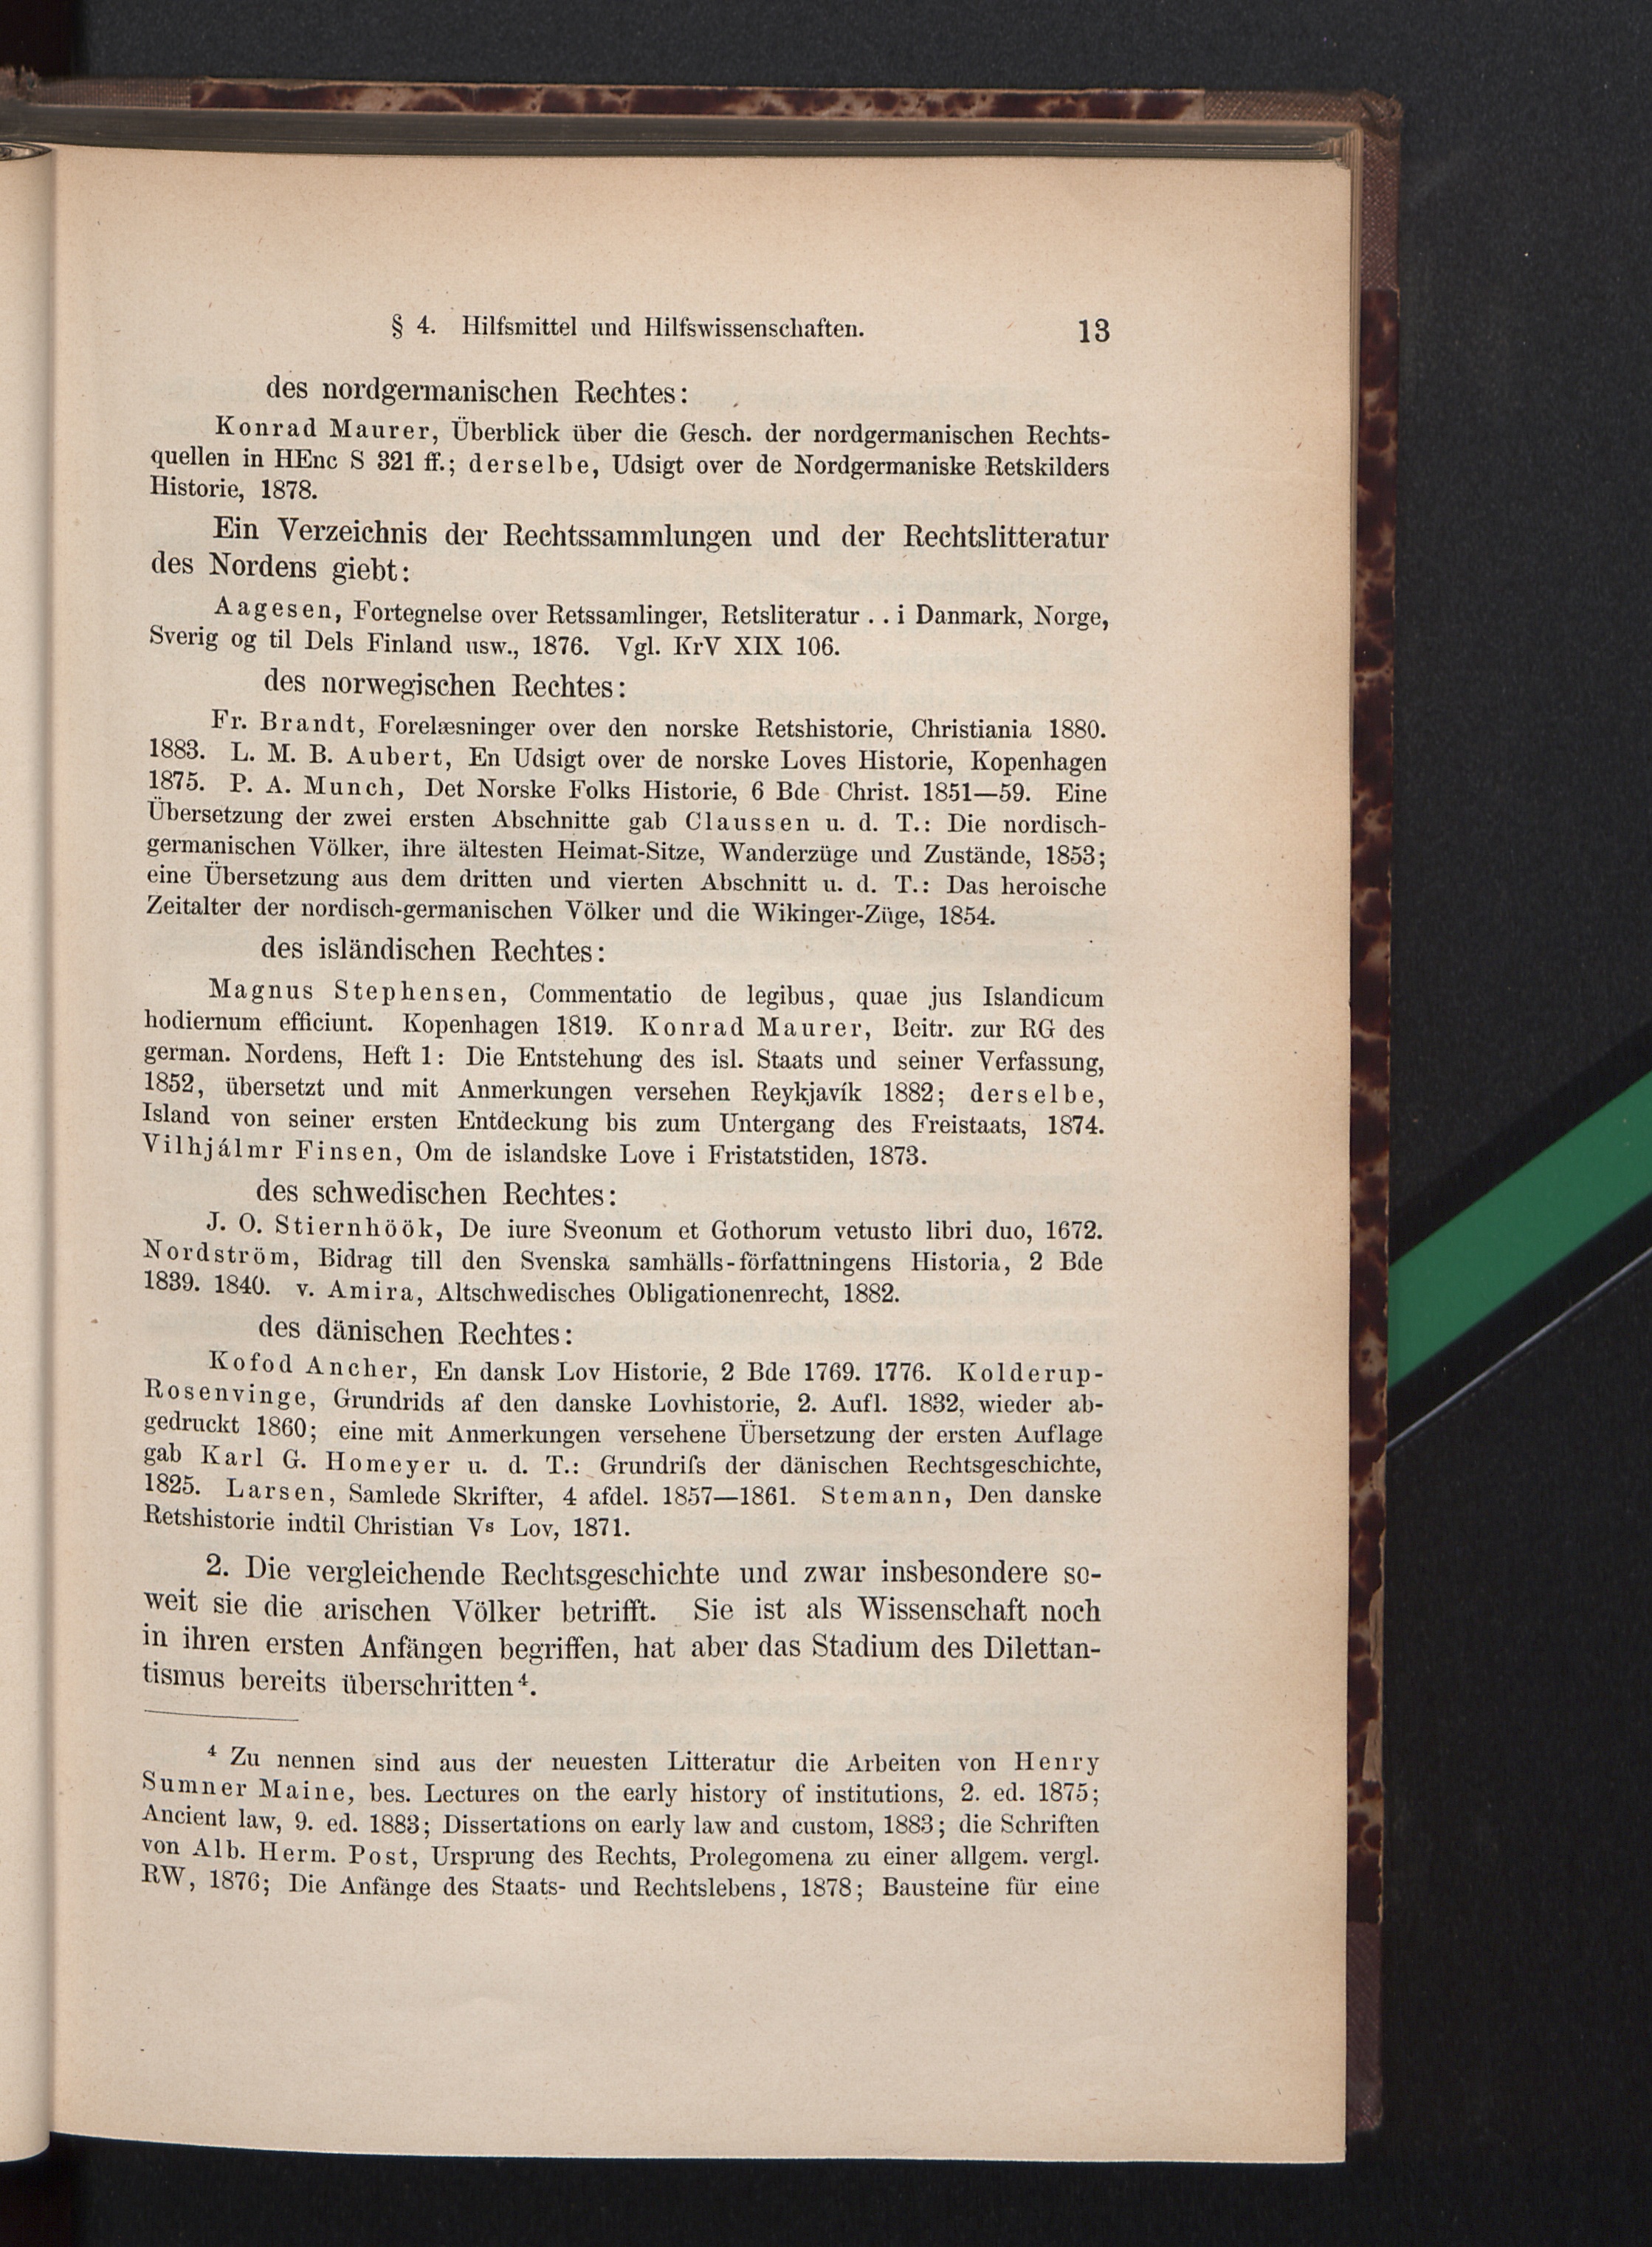 § 4. Hilfsmittel und Hilfswissenschaften. 13
des nordgermanischen Rechtes:
Konrad Maurer, Überblick über die Gesch. der nordgermanischen Rechts-
quellen in HEnc S 321 ff.; derselbe, Udsigt over de Nordgermaniske Retskilders
Historie, 1878.
Ein Verzeichnis der Rechtssammlungen und der Rechtslitteratur
des Nordens giebt:
Aagesen, Fortegnelse over Retssamlinger, Retsliteratur . . i Danmark, Norge,
Sverig og til Dels Finland usw., 1876. Vgl. KrV XIX 106.
des norwegischen Rechtes:
Fr. Brandt, Forelæsninger over den norske Retshistorie, Christiania 1880.
1883. L. M. B. Aubert, En Udsigt over de norske Loves Historie, Kopenhagen
1875. P. A. Munch, Det Norske Folks Historie, 6 Bde Christ. 1851—59. Eine
Übersetzung der zwei ersten Abschnitte gab Claussen u. d. T.: Die nordisch-
germanischen Völker, ihre ältesten Heimat-Sitze, Wanderzüge und Zustände, 1853;
eine Übersetzung aus dem dritten und vierten Abschnitt u. d. T.: Das heroische
Zeitalter der nordisch-germanischen Völker und die Wikinger-Züge, 1854.
des isländischen Rechtes:
Magnus Stephensen, Commentatio de legibus, quae jus Islandicum
hodiernum efficiunt. Kopenhagen 1819. Konrad Maurer, Beitr. zur RG des
german. Nordens, Heft 1: Die Entstehung des isl. Staats und seiner Verfassung,
1852, übersetzt und mit Anmerkungen versehen Reykjavík 1882; derselbe,
Island von seiner ersten Entdeckung bis zum Untergang des Freistaats, 1874.
Vilhjálmr Finsen, Om de islandske Love i Fristatstiden, 1873.
des schwedischen Rechtes:
J. O. Stiernhöök, De iure Sveonum et Gothorum vetusto libri duo, 1672.
Nordström, Bidrag till den Svenska samhälls-författningens Historia, 2 Bde
1839. 1840. v. Amira, Altschwedisches Obligationenrecht, 1882.
des dänischen Rechtes:
Kofod Ancher, En dansk Lov Historie, 2 Bde 1769. 1776. Kolderup-
Rosenvinge, Grundrids af den danske Lovhistorie, 2. Aufl. 1832, wieder ab-
gedruckt 1860; eine mit Anmerkungen versehene Übersetzung der ersten Auflage
gab Karl G. Homeyer u. d. T.: Grundriſs der dänischen Rechtsgeschichte,
1825. Larsen, Samlede Skrifter, 4 afdel. 1857—1861. Stemann, Den danske
Retshistorie indtil Christian Vˢ Lov, 1871.
2. Die vergleichende Rechtsgeschichte und zwar insbesondere so-
weit sie die arischen Völker betrifft. Sie ist als Wissenschaft noch
in ihren ersten Anfängen begriffen, hat aber das Stadium des Dilettan-
tismus bereits überschritten⁴.
⁴ Zu nennen sind aus der neuesten Litteratur die Arbeiten von Henry
Sumner Maine, bes. Lectures on the early history of institutions, 2. ed. 1875;
Ancient law, 9. ed. 1883; Dissertations on early law and custom, 1883; die Schriften
von Alb. Herm. Post, Ursprung des Rechts, Prolegomena zu einer allgem. vergl.
RW, 1876; Die Anfänge des Staats- und Rechtslebens, 1878; Bausteine für eine